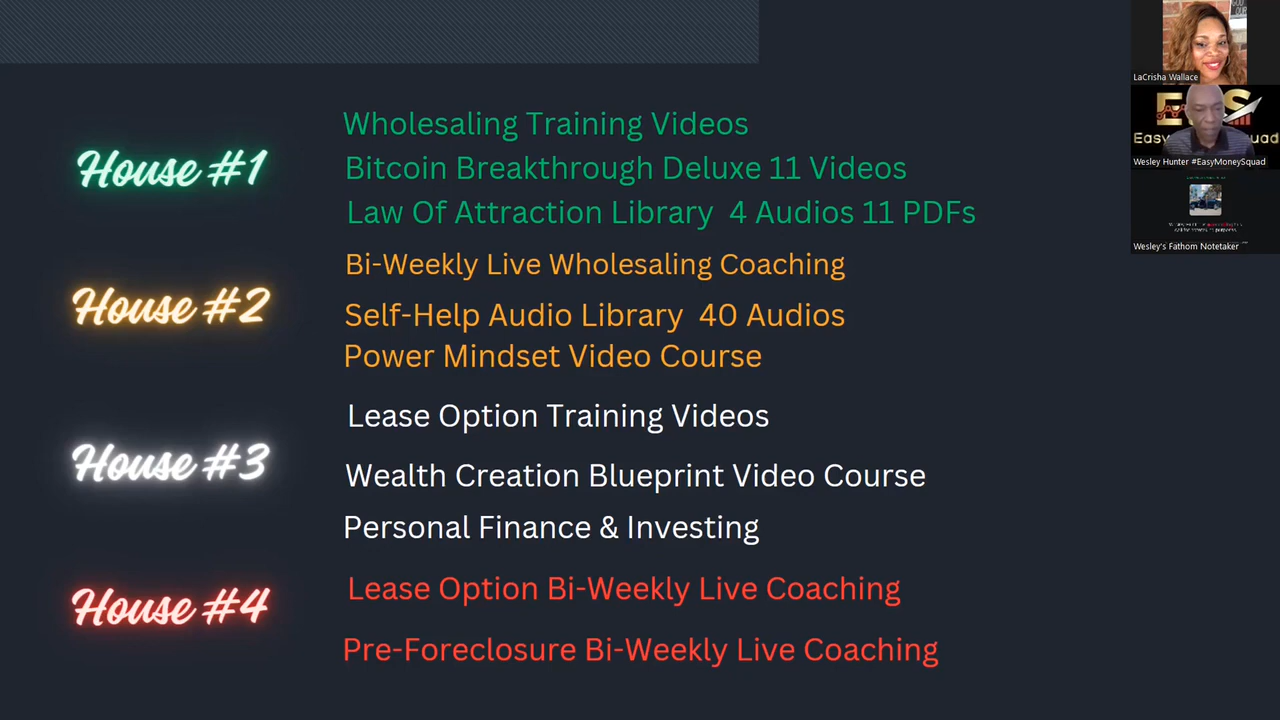 House #1
Wholesaling Training Videos
Bitcoin Breakthrough Deluxe 11 Videos
Law Of Attraction Library 4 Audios 11 PDFs
House #2
Bi-Weekly Live Wholesaling Coaching
Self-Help Audio Library 40 Audios
Power Mindset Video Course
House #3
Lease Option Training Videos
Wealth Creation Blueprint Video Course
Personal Finance & Investing
House #4
Lease Option Bi-Weekly Live Coaching
Pre-Foreclosure Bi-Weekly Live Coaching
LaCrisha Wallace
Wesley Hunter #EasyMoneySquad
Wesley's Fathom Notetaker